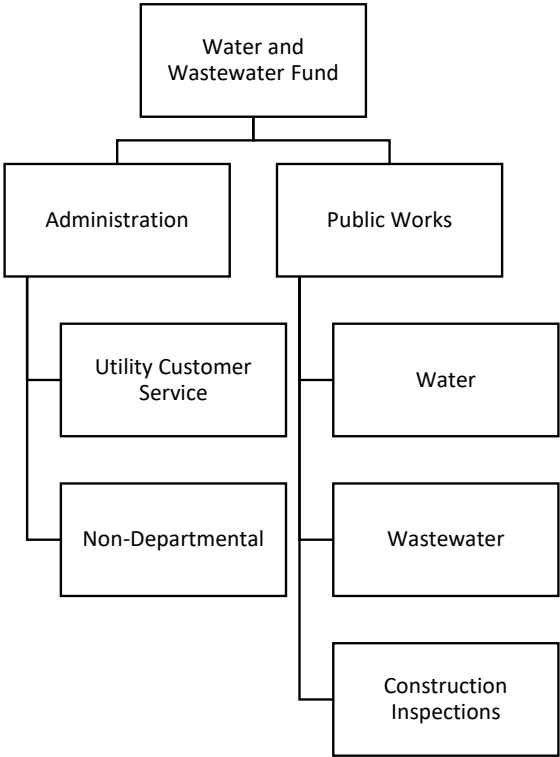 Water and
Wastewater Fund
Administration
Public Works
Utility Customer
Service
Water
Non-Departmental
Wastewater
Construction
Inspections